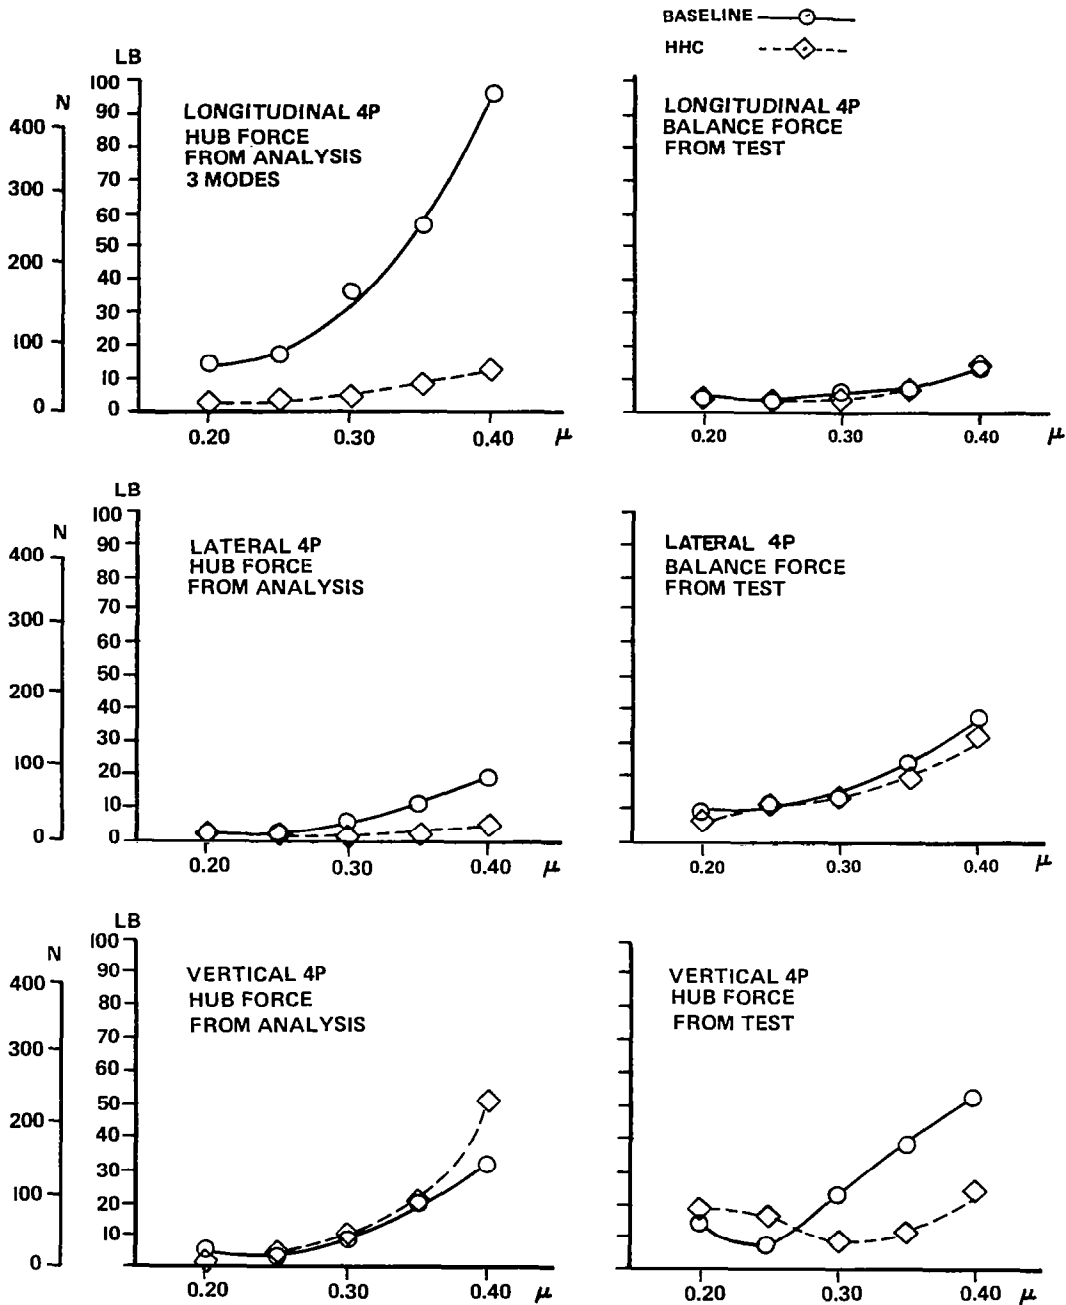 BASELINE
HHC
LB
N
LONGITUDINAL 4P
HUB FORCE
FROM ANALYSIS
3 MODES
100
90
80
70
60
50
40
30
20
10
0
400
300
200
100
0
0.20
0.30
0.40
μ
LONGITUDINAL 4P
BALANCE FORCE
FROM TEST
0.20
0.30
0.40
μ
LB
N
LATERAL 4P
HUB FORCE
FROM ANALYSIS
100
90
80
70
60
50
40
30
20
10
0
400
300
200
100
0
0.20
0.30
0.40
μ
LATERAL 4P
BALANCE FORCE
FROM TEST
0.20
0.30
0.40
μ
LB
N
VERTICAL 4P
HUB FORCE
FROM ANALYSIS
100
90
80
70
60
50
40
30
20
10
400
300
200
100
0
0.20
0.30
0.40
μ
VERTICAL 4P
HUB FORCE
FROM TEST
0.20
0.30
0.40
μ